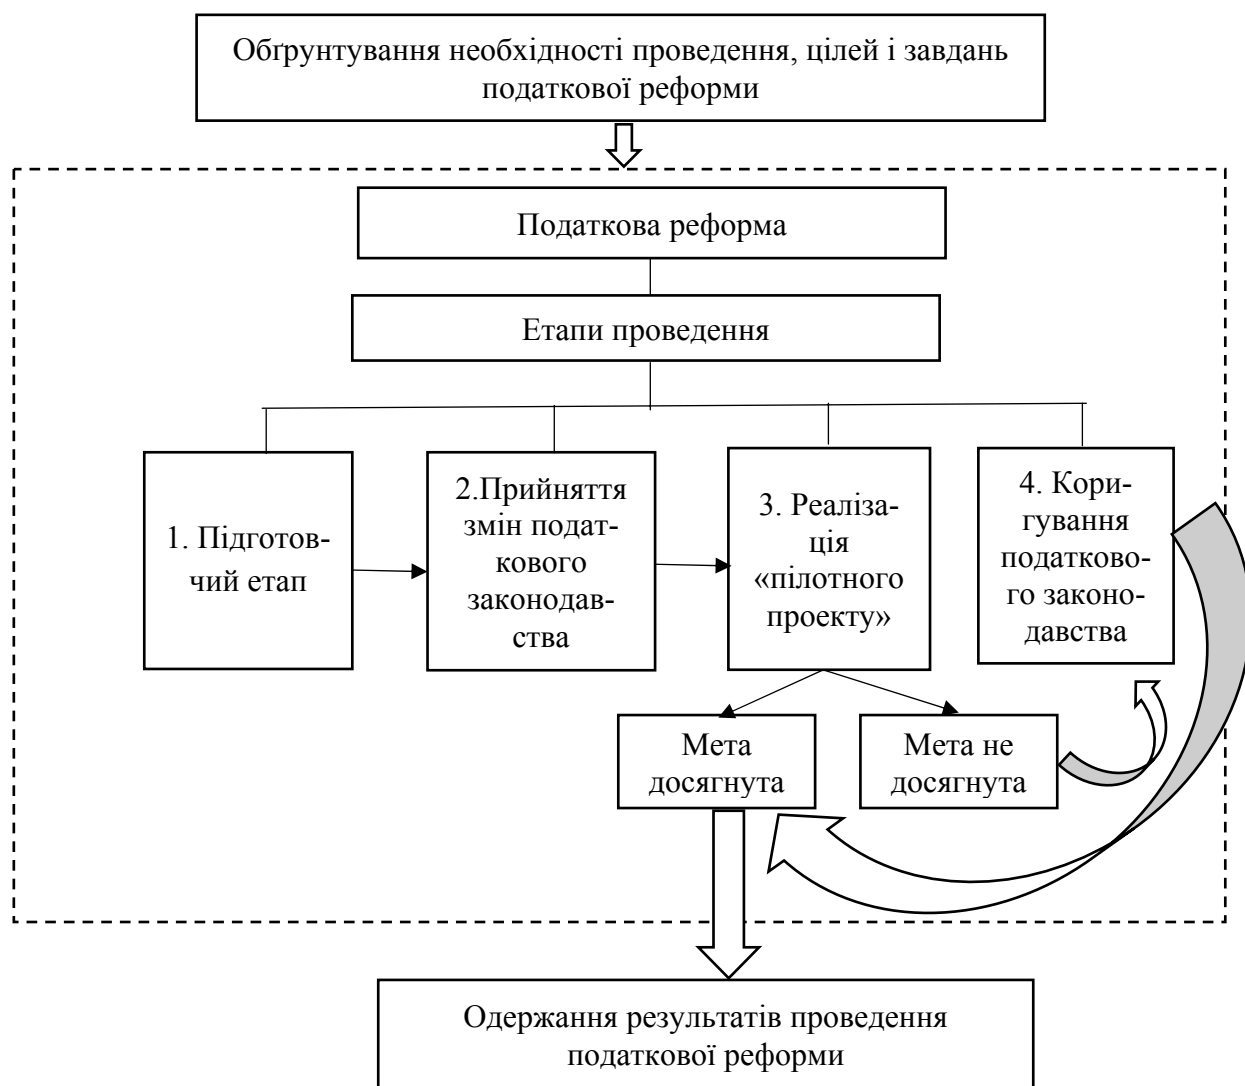 Обґрунтування необхідності проведення, цілей і завдань
податкової реформи
Податкова реформа
Етапи проведення
1. Підготов-
чий етап
2.Прийняття
змін подат-
кового
законодав-
ства
3. Реаліза-
ція
«пілотного
проекту»
4. Кори-
гування
податково-
го законо-
давства
Мета
досягнута
Мета не
досягнута
Одержання результатів проведення
податкової реформи